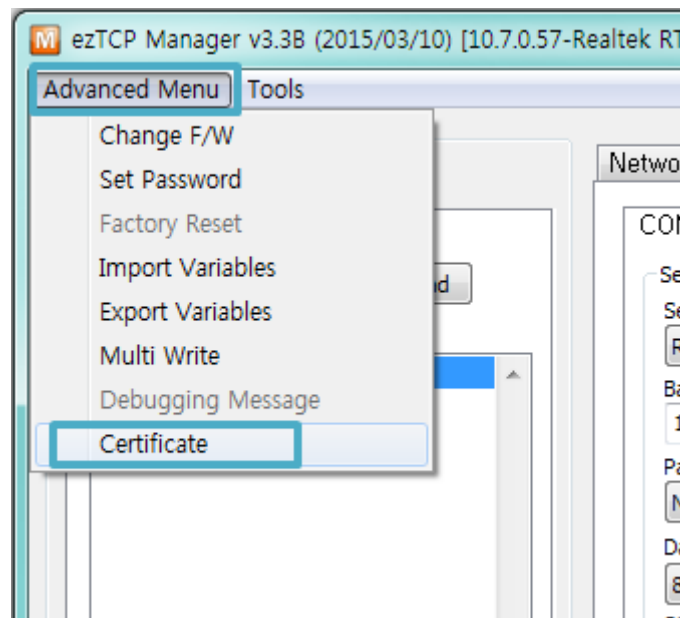 M ezTCP Manager v3.3B (2015/03/10) [10.7.0.57-Realtek RT
Advanced Menu Tools
Change F/W
Set Password
Factory Reset
Import Variables
Export Variables
Multi Write
Debugging Message
Certificate